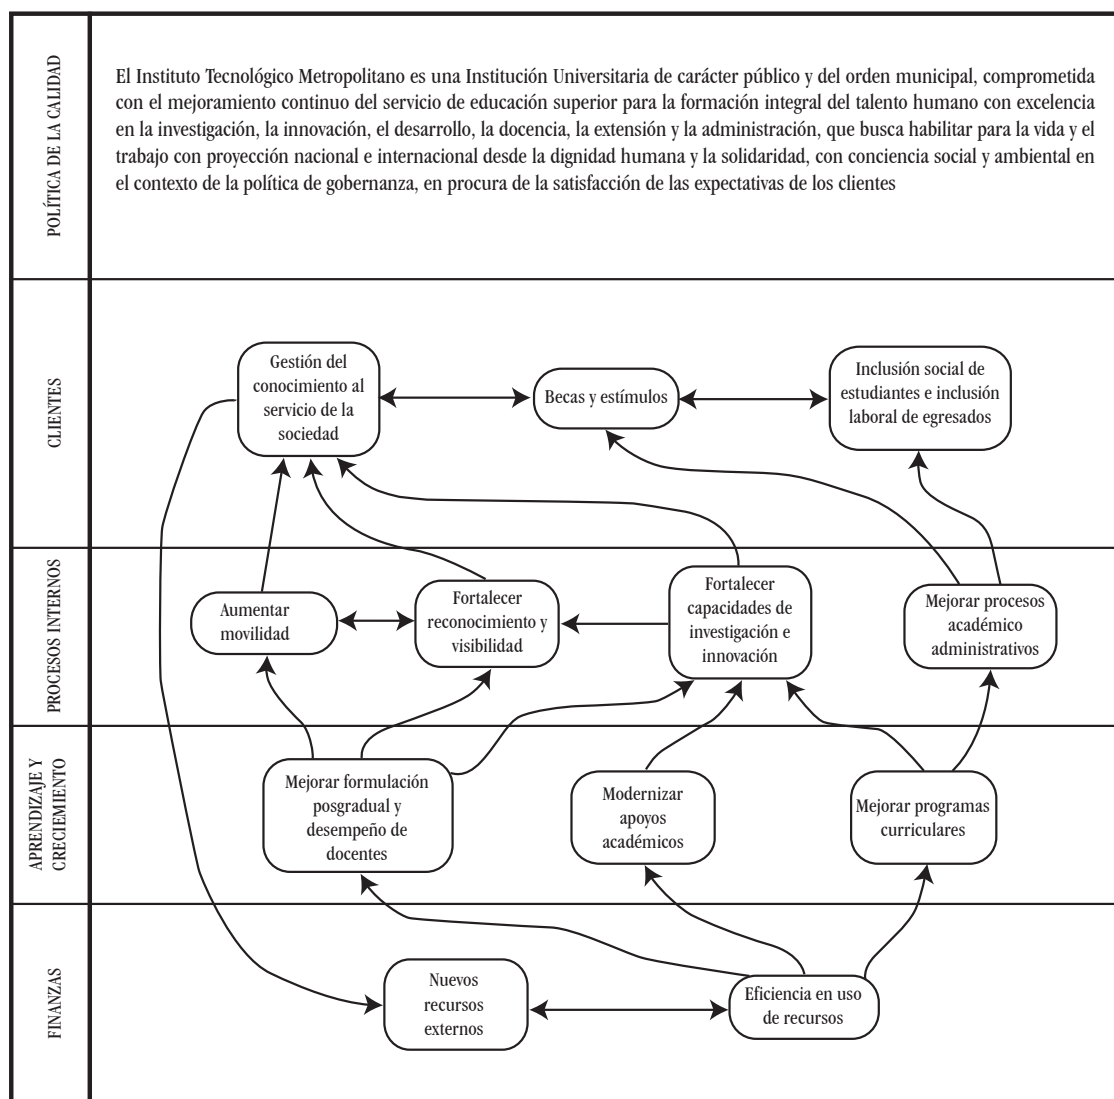 POLÍTICA DE LA CALIDAD
El Instituto Tecnológico Metropolitano es una Institución Universitaria de carácter público y del orden municipal, comprometida
con el mejoramiento continuo del servicio de educación superior para la formación integral del talento humano con excelencia
en la investigación, la innovación, el desarrollo, la docencia, la extensión y la administración, que busca habilitar para la vida y el
trabajo con proyección nacional e internacional desde la dignidad humana y la solidaridad, con conciencia social y ambiental en
el contexto de la política de gobernanza, en procura de la satisfacción de las expectativas de los clientes
CLIENTES
Gestión del
conocimiento al
servicio de la
sociedad
Becas y estímulos
Inclusión social de
estudiantes e inclusión
laboral de egresados
PROCESOS INTERNOS
Aumentar
movilidad
Fortalecer
reconocimiento y
visibilidad
Fortalecer
capacidades de
investigación e
innovación
Mejorar procesos
académico
administrativos
APRENDIZAJE Y
CRECIEMIENTO
Mejorar formulación
posgradual y
desempeño de
docentes
Modernizar
apoyos
académicos
Mejorar programas
curriculares
FINANZAS
Nuevos
recursos
externos
Eficiencia en uso
de recursos